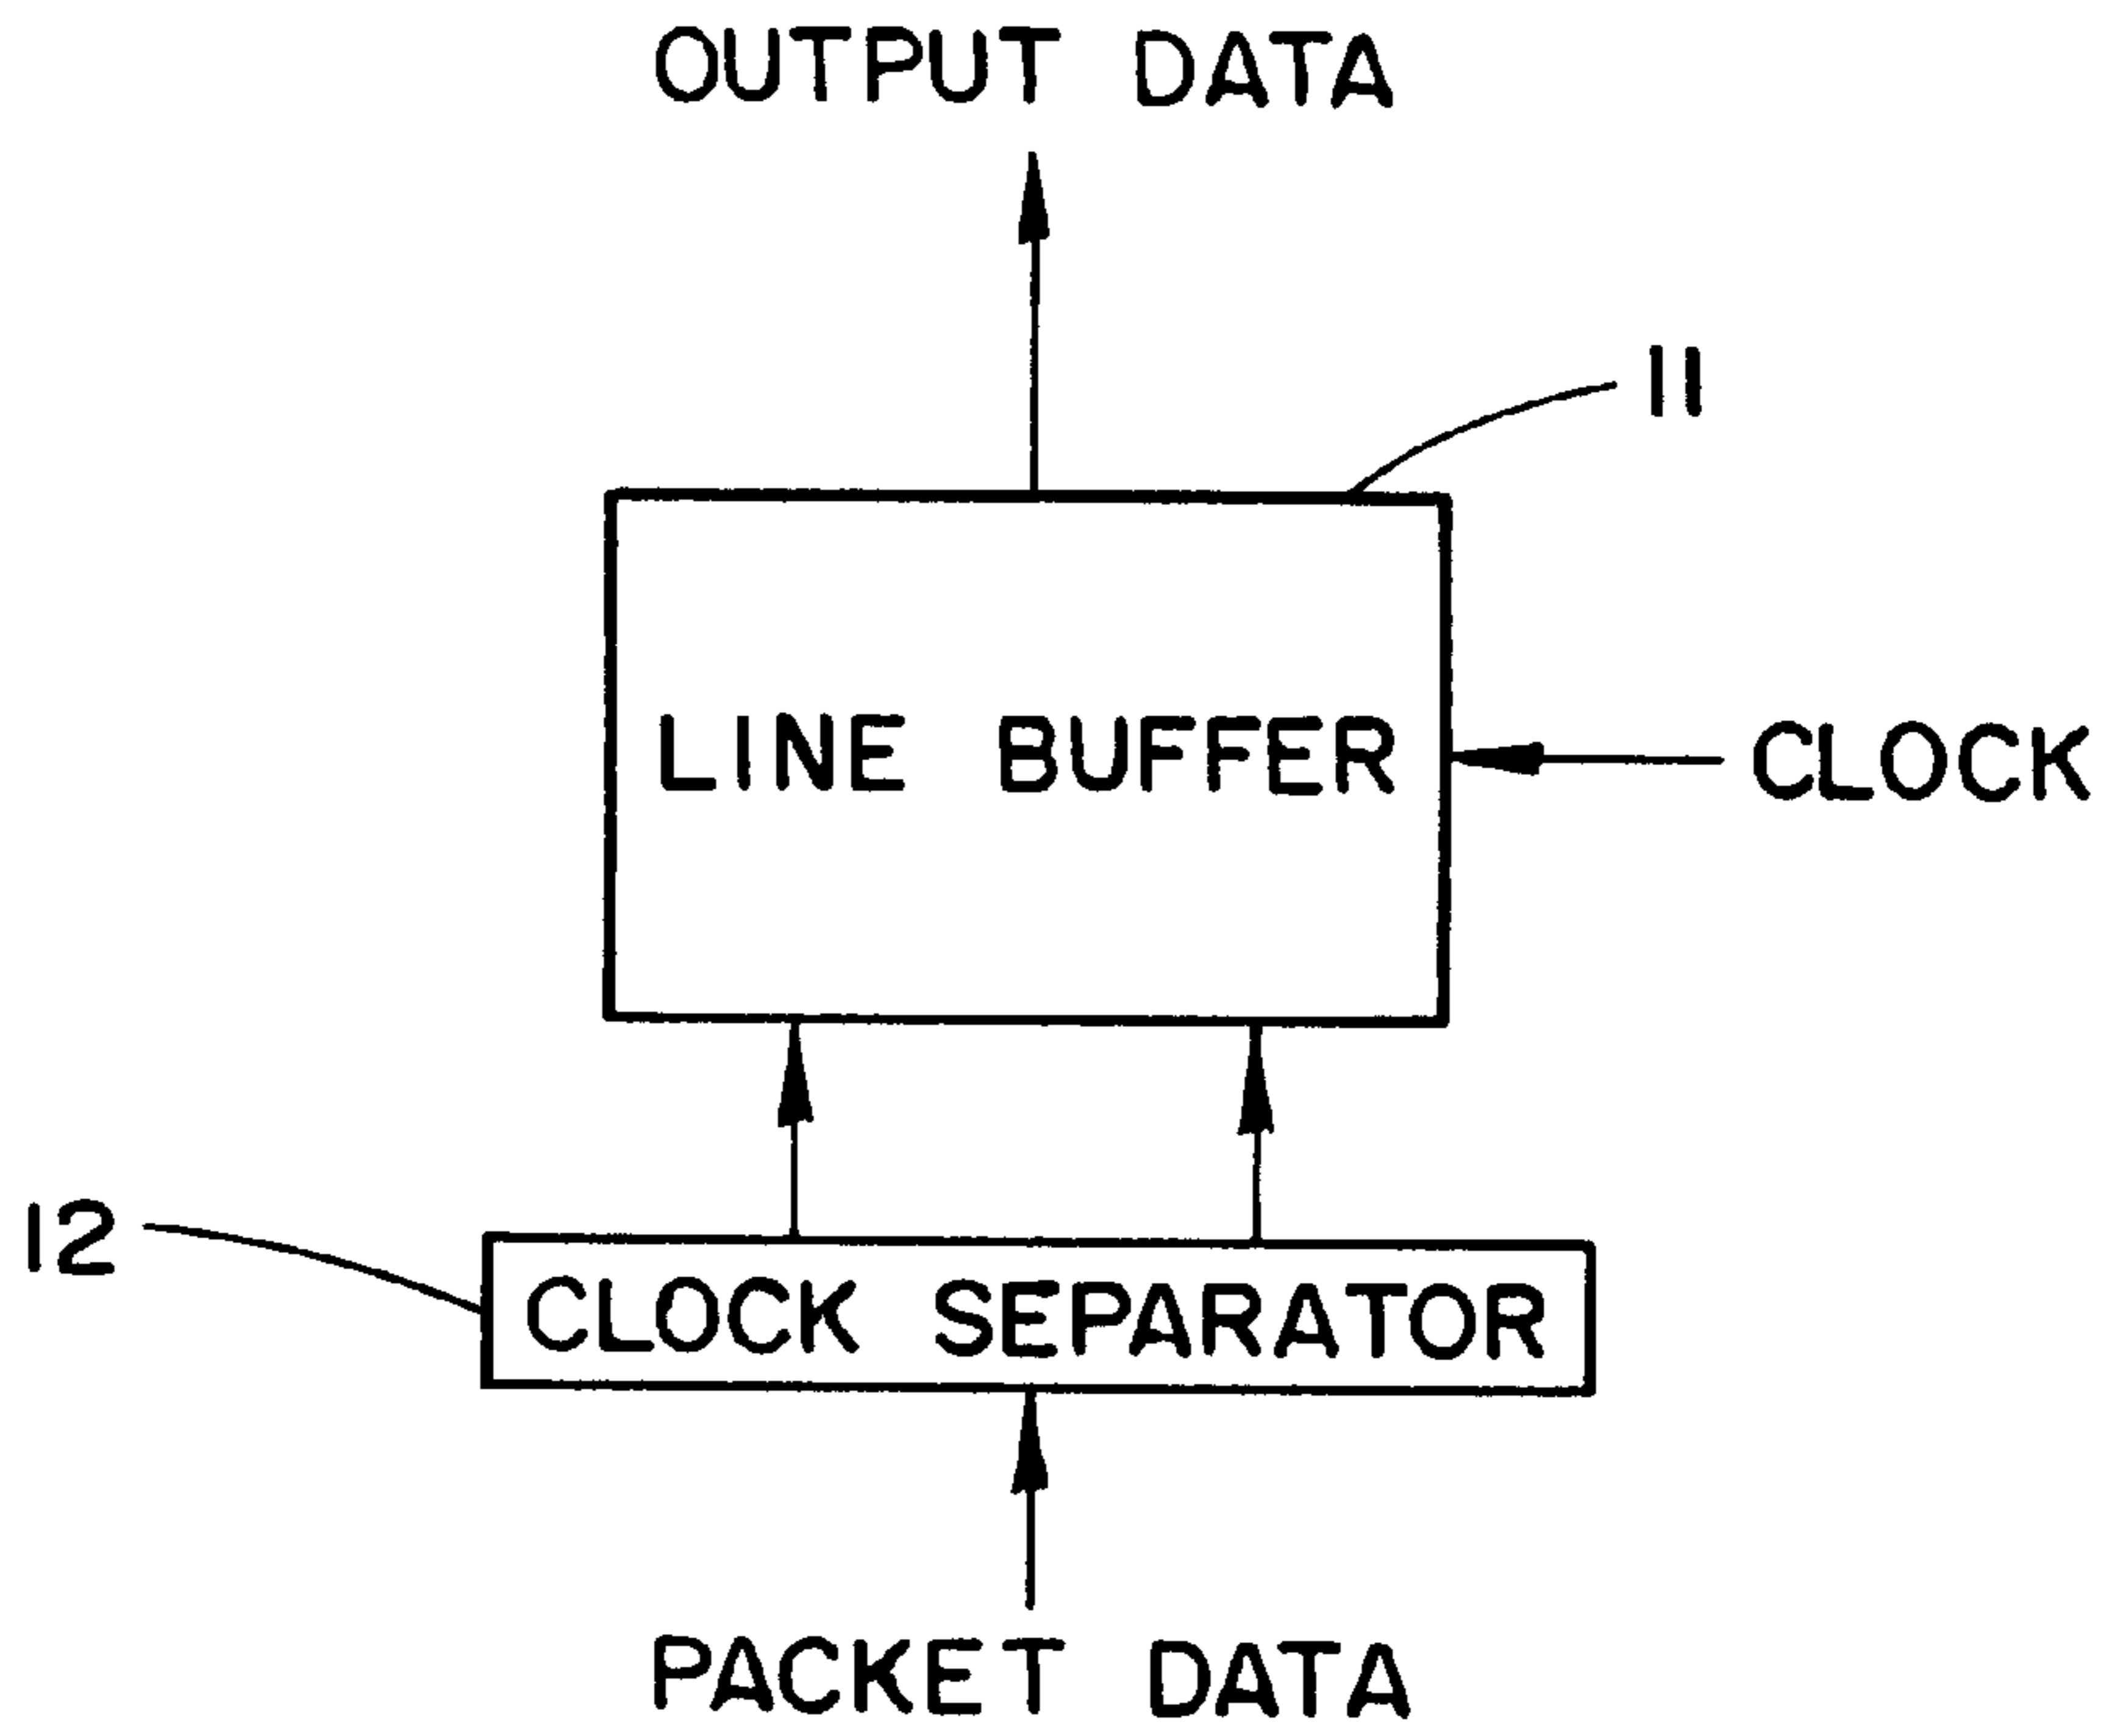 OUTPUT DATA
11
LINE BUFFER
CLOCK
12
CLOCK SEPARATOR
PACKET DATA